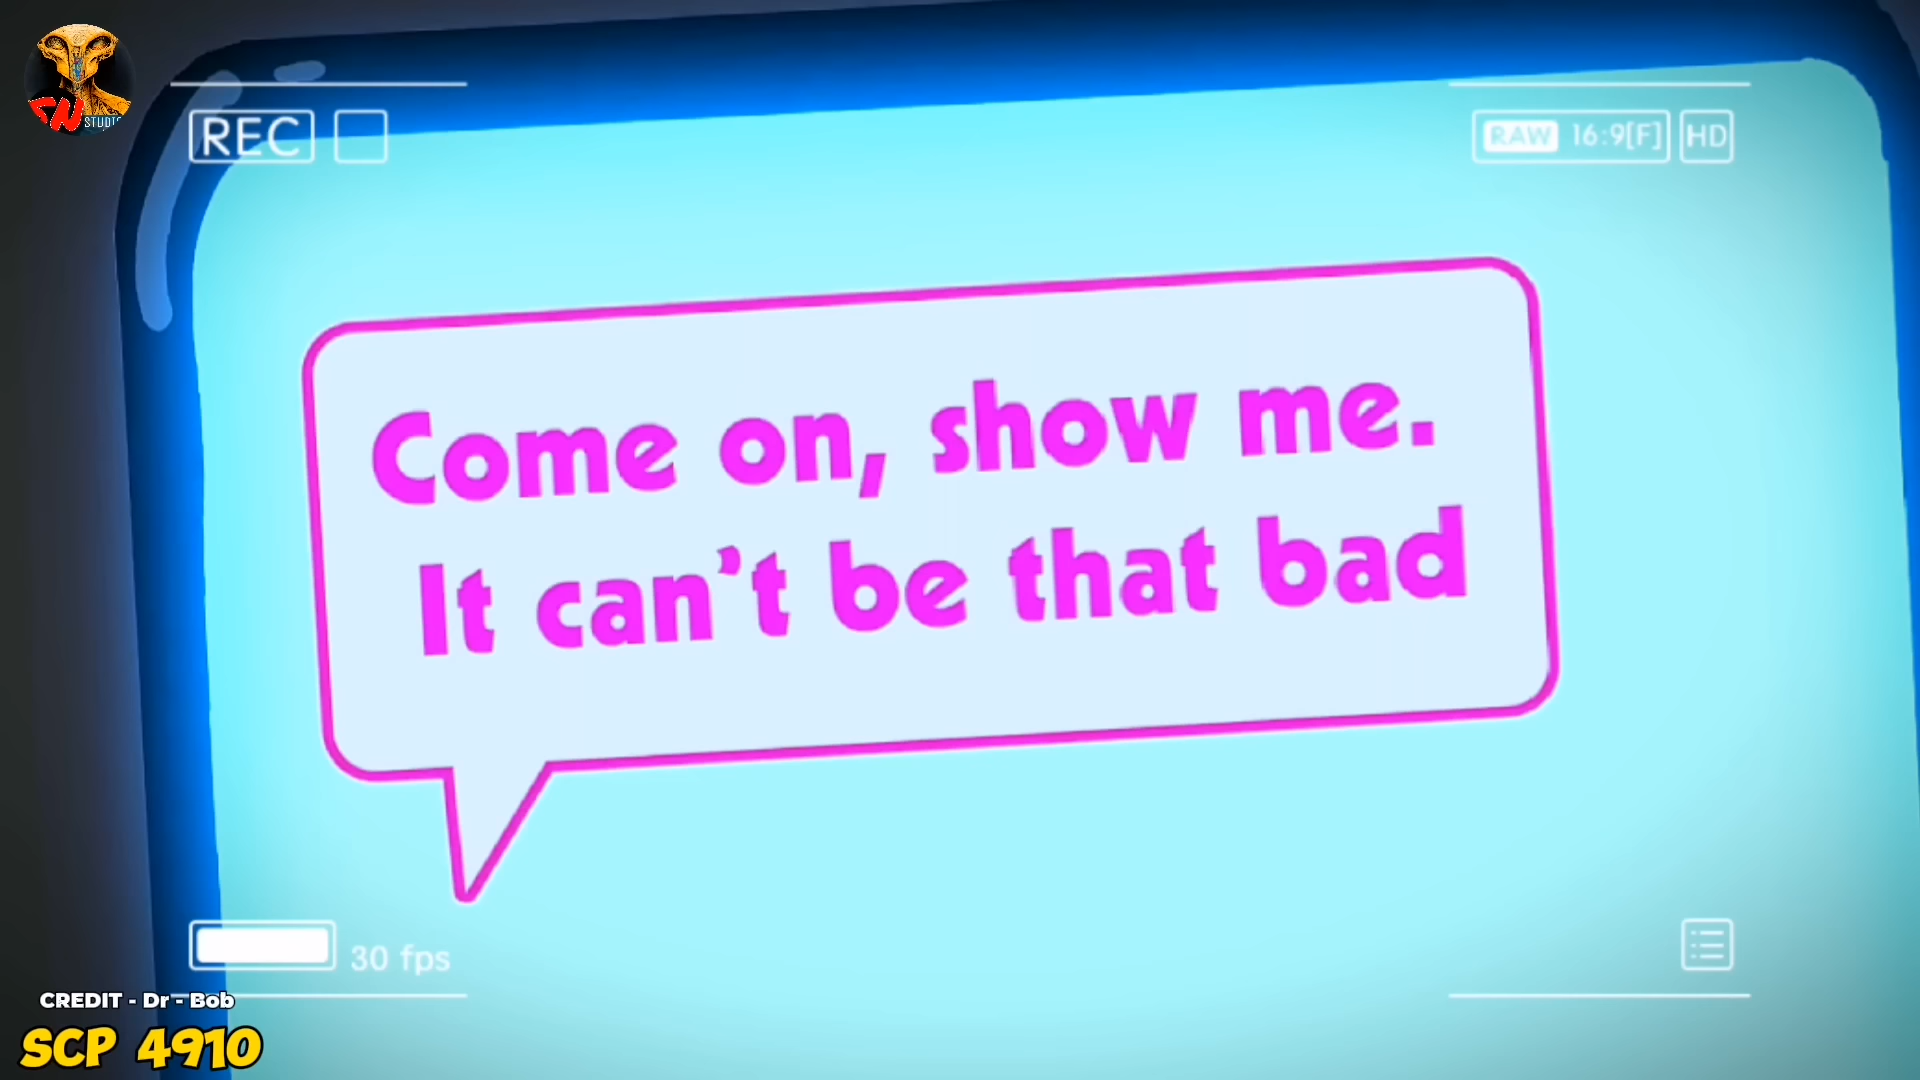 REC
RAW 16:9[F] HD
Come on, show me.
It can't be that bad
30 fps
CREDIT - Dr - Bob
SCP 4910